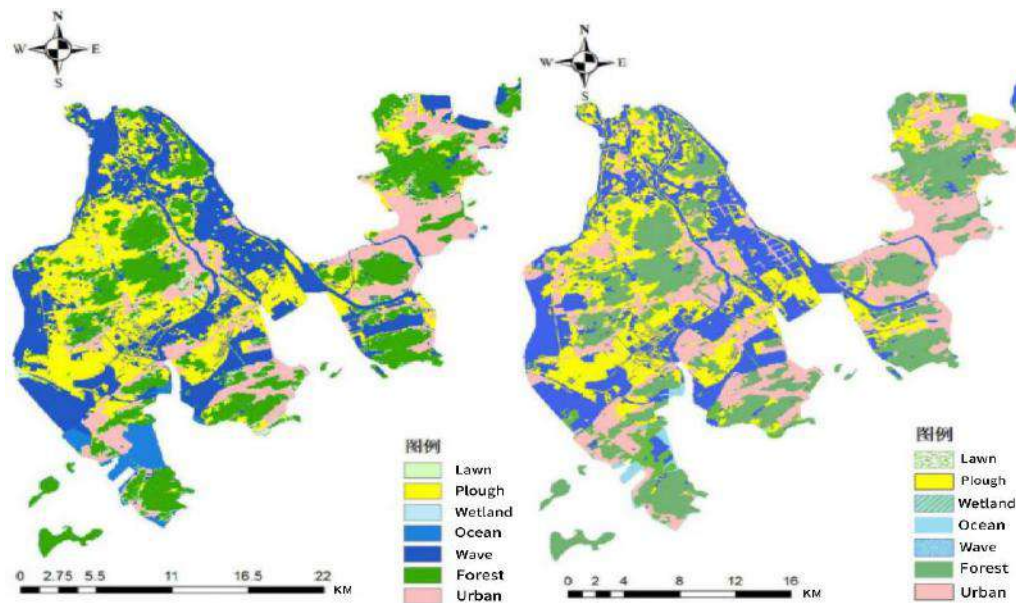 N
W E
S
图例
Lawn
Plough
Wetland
Ocean
Wave
Forest
Urban
0 2.75 5.5 11 16.5 22
KM
N
W E
S
图例
Lawn
Plough
Wetland
Ocean
Wave
Forest
Urban
0 2 4 8 12 16
KM